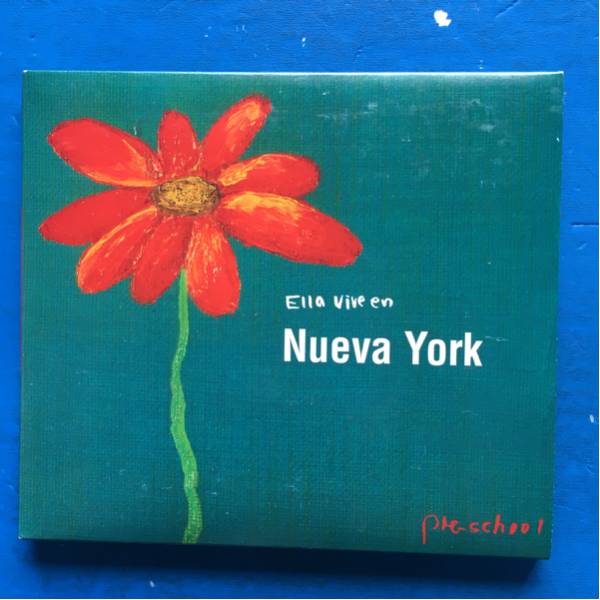 Ella vive en
Nueva York
preschool